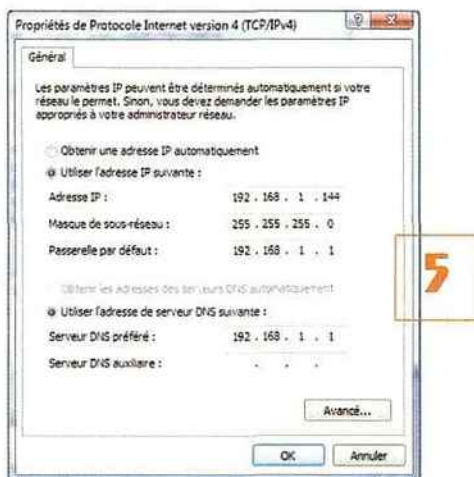 Propriétés de Protocole Internet version 4 (TCP/IPv4)
Général
Les paramètres IP peuvent être déterminés automatiquement si votre
réseau le permet. Sinon, vous devez demander les paramètres IP
appropriés à votre administrateur réseau.
Obtenir une adresse IP automatiquement
Utiliser l'adresse IP suivante :
Adresse IP : 192 . 168 . 1 . 144
Masque de sous-réseau : 255 . 255 . 255 . 0
Passerelle par défaut : 192 . 168 . 1 . 1
5
Obtenir les adresses des serveurs DNS automatiquement
Utiliser l'adresse de serveur DNS suivante :
Serveur DNS préféré : 192 . 168 . 1 . 1
Serveur DNS auxiliaire : . . .
Avancé...
OK Annuler